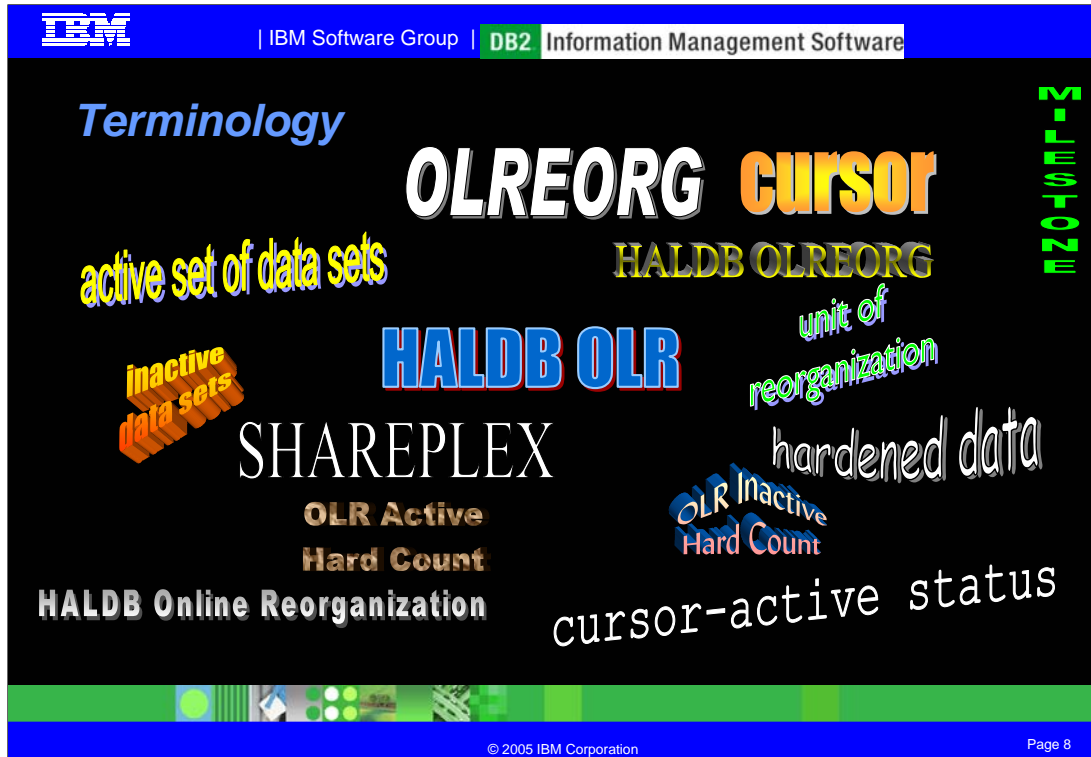 IBM
| IBM Software Group | DB2. Information Management Software
Terminology
MILESTONE
OLREORG
cursor
active set of data sets
HALDB OLREORG
unit of
reorganization
HALDB OLR
inactive
data sets
SHAREPLEX
hardened data
OLR Active
Hard Count
OLR Inactive
Hard Count
HALDB Online Reorganization
cursor-active status
© 2005 IBM Corporation
Page 8